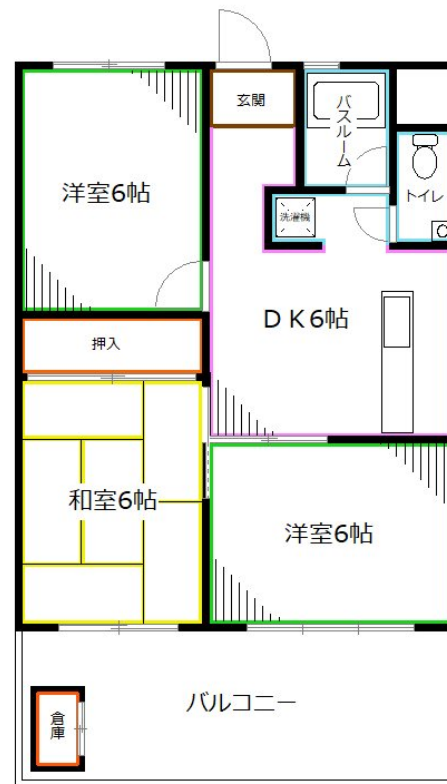 玄関
バスルーム
洋室6帖
トイレ
洗濯機
C
DK6帖
押入
和室6帖
洋室6帖
バルコニー
倉庫